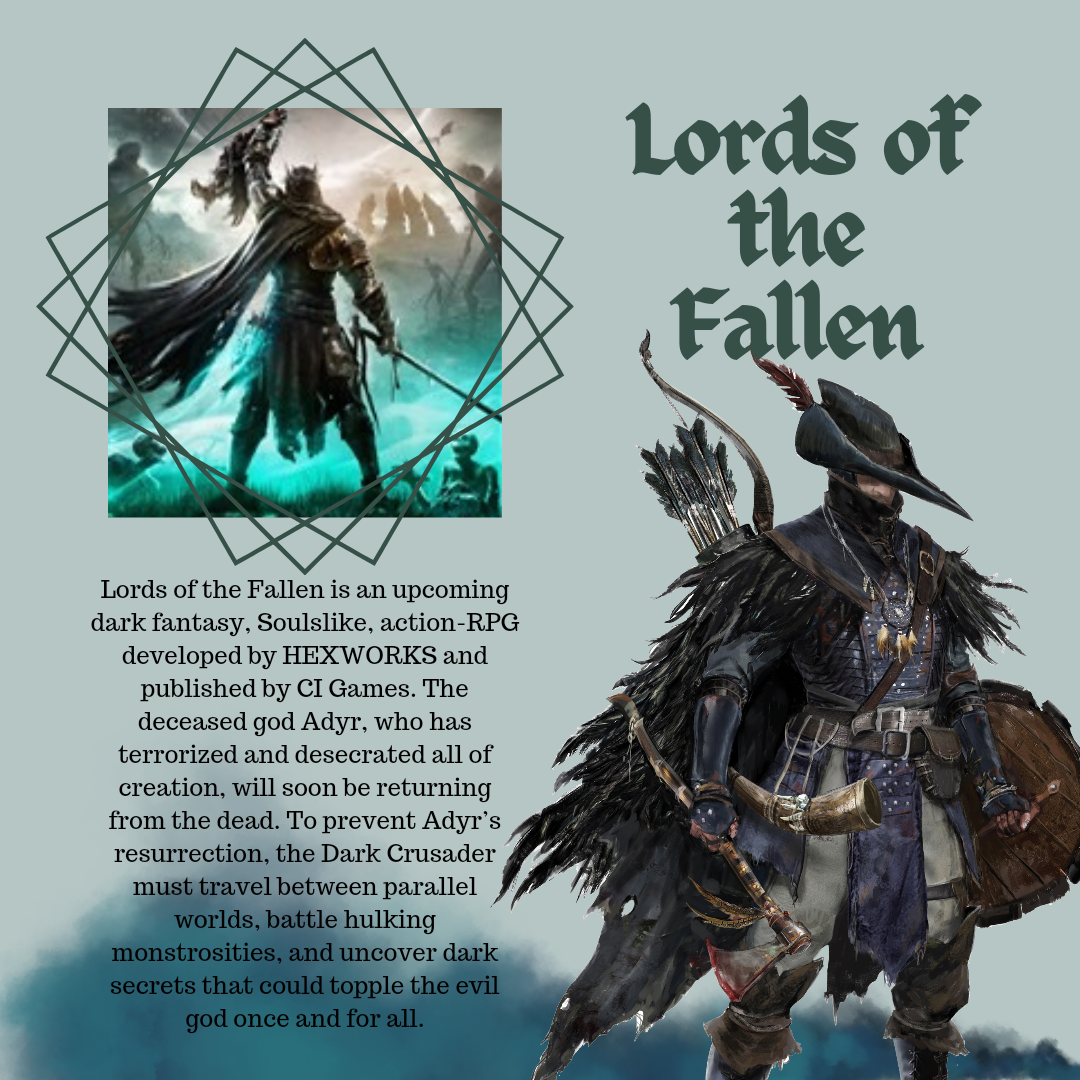 Lords of
the
Fallen
Lords of the Fallen is an upcoming
dark fantasy, Soulslike, action-RPG
developed by HEXWORKS and
published by CI Games. The
deceased god Adyr, who has
terrorized and desecrated all of
creation, will soon be returning
from the dead. To prevent Adyr’s
resurrection, the Dark Crusader
must travel between parallel
worlds, battle hulking
monstrosities, and uncover dark
secrets that could topple the evil
god once and for all.